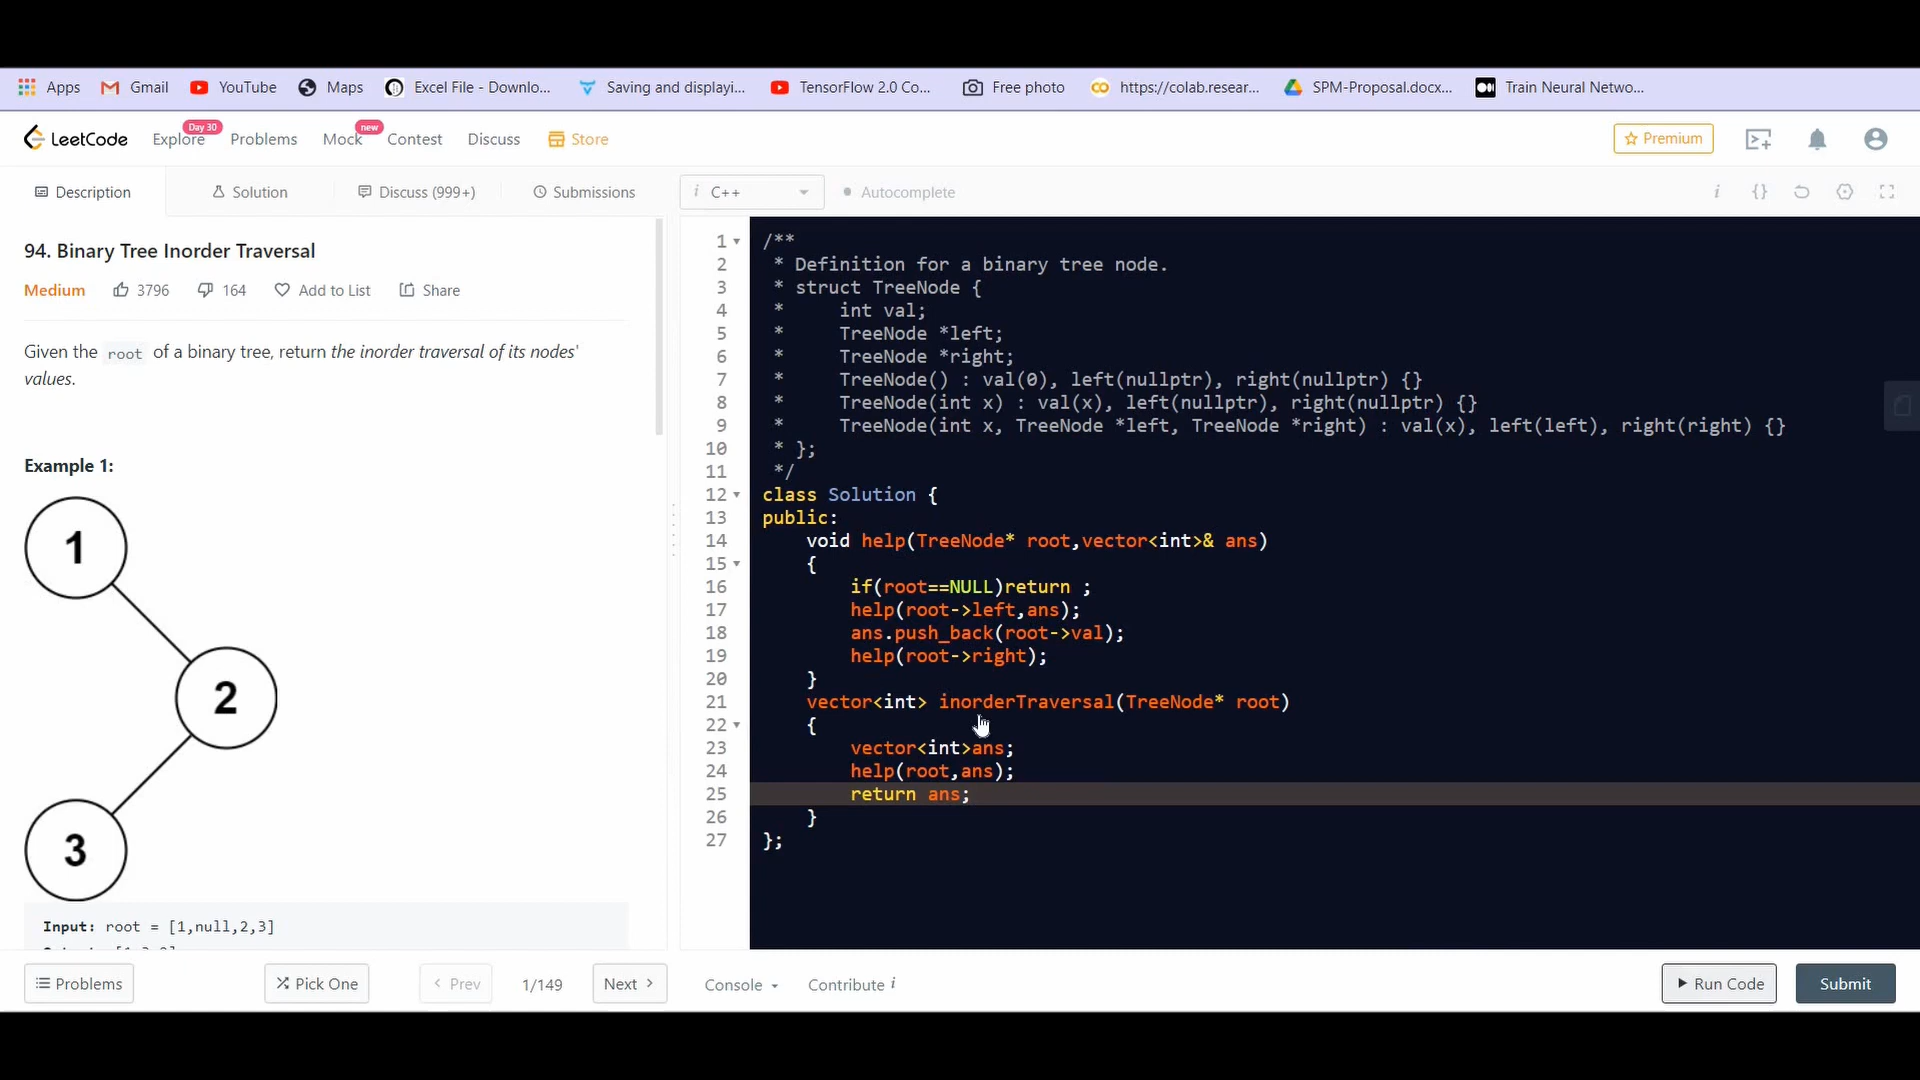 Apps Gmail YouTube Maps Excel File - Downlo... Saving and displayi... TensorFlow 2.0 Co... Free photo https://colab.resear... SPM-Proposal.docx... Train Neural Netwo...
LeetCode Explore Day 30 Problems Mock new Contest Discuss Store Premium
Description Solution Discuss (999+) Submissions i C++ Autocomplete i {}
94. Binary Tree Inorder Traversal
Medium 3796 164 Add to List Share
Given the root of a binary tree, return the inorder traversal of its nodes'
values.
Example 1:
1
2
3
Input: root = [1,null,2,3]
1 /**
2 * Definition for a binary tree node.
3 * struct TreeNode {
4 * int val;
5 * TreeNode *left;
6 * TreeNode *right;
7 * TreeNode() : val(0), left(nullptr), right(nullptr) {}
8 * TreeNode(int x) : val(x), left(nullptr), right(nullptr) {}
9 * TreeNode(int x, TreeNode *left, TreeNode *right) : val(x), left(left), right(right) {}
10 * };
11 */
12 class Solution {
13 public:
14 void help(TreeNode* root,vector<int>& ans)
15 {
16 if(root==NULL)return ;
17 help(root->left,ans);
18 ans.push_back(root->val);
19 help(root->right);
20 }
21 vector<int> inorderTraversal(TreeNode* root)
22 {
23 vector<int>ans;
24 help(root,ans);
25 return ans;
26 }
27 };
Problems Pick One < Prev 1/149 Next > Console Contribute i Run Code Submit